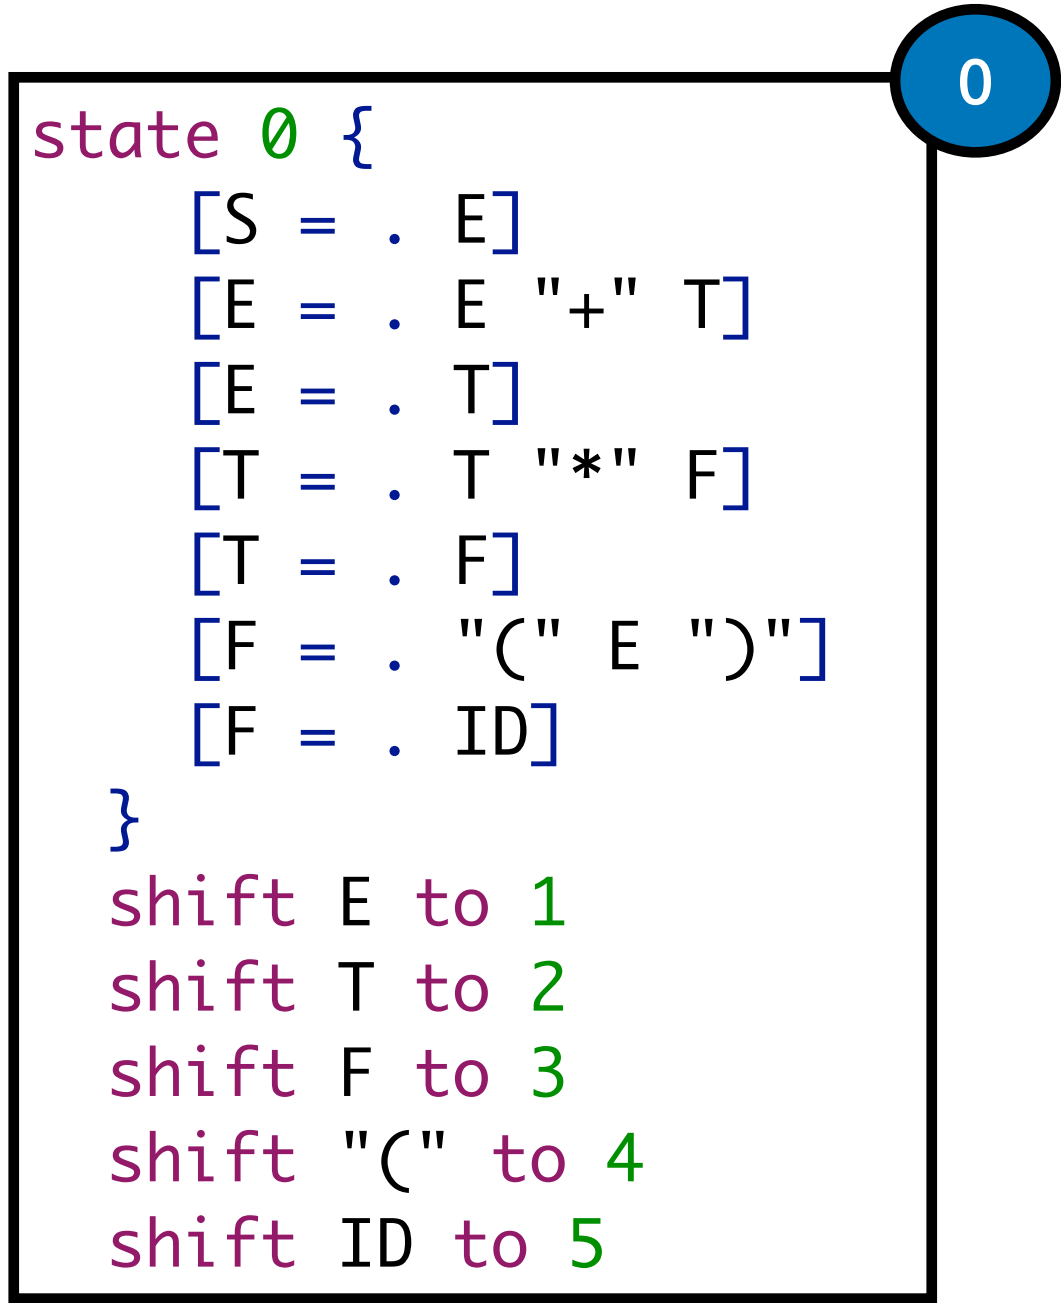 0
state 0 {
[S = . E]
[E = . E "+" T]
[E = . T]
[T = . T "*" F]
[T = . F]
[F = . "(" E ")"]
[F = . ID]
}
shift E to 1
shift T to 2
shift F to 3
shift "(" to 4
shift ID to 5